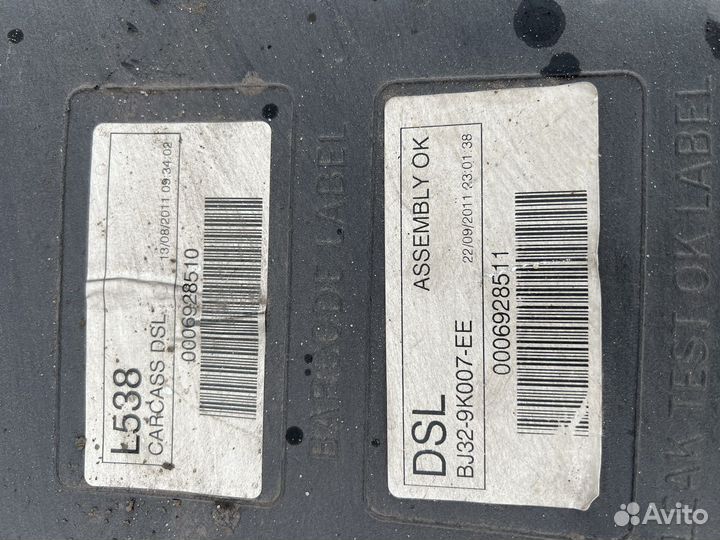 L538
CARCASS DSL
13/08/2011 09:34:02
0006928510
BARCODE LABEL
DSL
ASSEMBLY OK
BJ32-9K007-EE
22/09/2011 23:01:38
0006928511
TEST OK LABEL
Avito